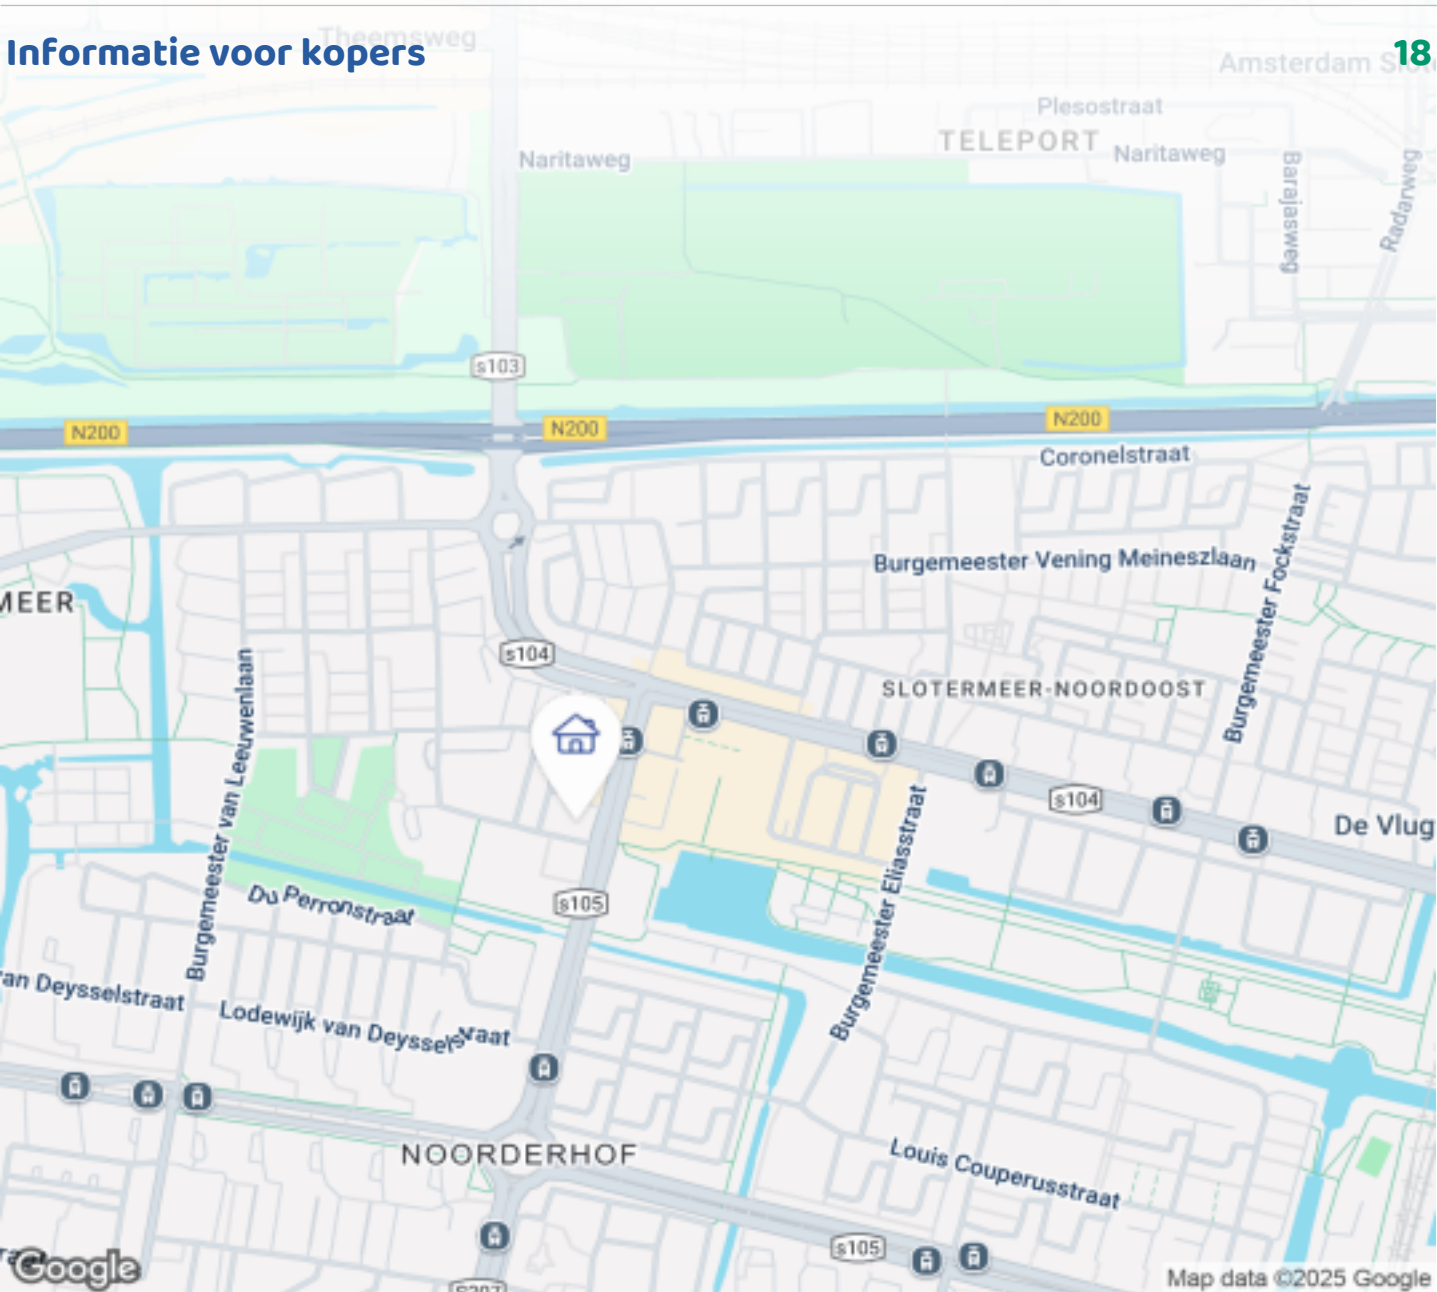 Theemsweg
Informatie voor kopers
18
Amsterdam
Plesostraat
TELEPORT
Naritaweg
Naritaweg
Barajasweg
Radarweg
s103
N200
N200
N200
Coronelstraat
Burgemeester Fockstraat
Burgemeester Vening Meineszlaan
MEER
s104
Burgemeester van Leeuwenlaan
SLOTERMEER-NOORDOOST
s104
De Vlug
Burgemeester Eliasstraat
Du Perronstraat
s105
an Deysselstraat
Lodewijk van Deyssels raat
NOORDERHOF
Louis Couperusstraat
s105
Google
Map data ©2025 Google